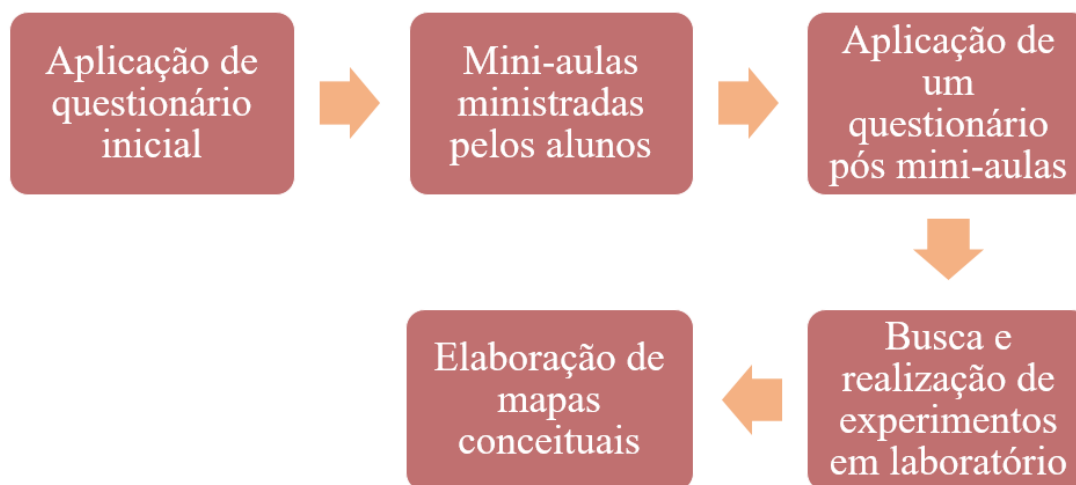 Aplicação de
questionário
inicial
Mini-aulas
ministradas
pelos alunos
Aplicação de
um
questionário
pós mini-aulas
Busca e
realização de
experimentos
em laboratório
Elaboração de
mapas
conceituais